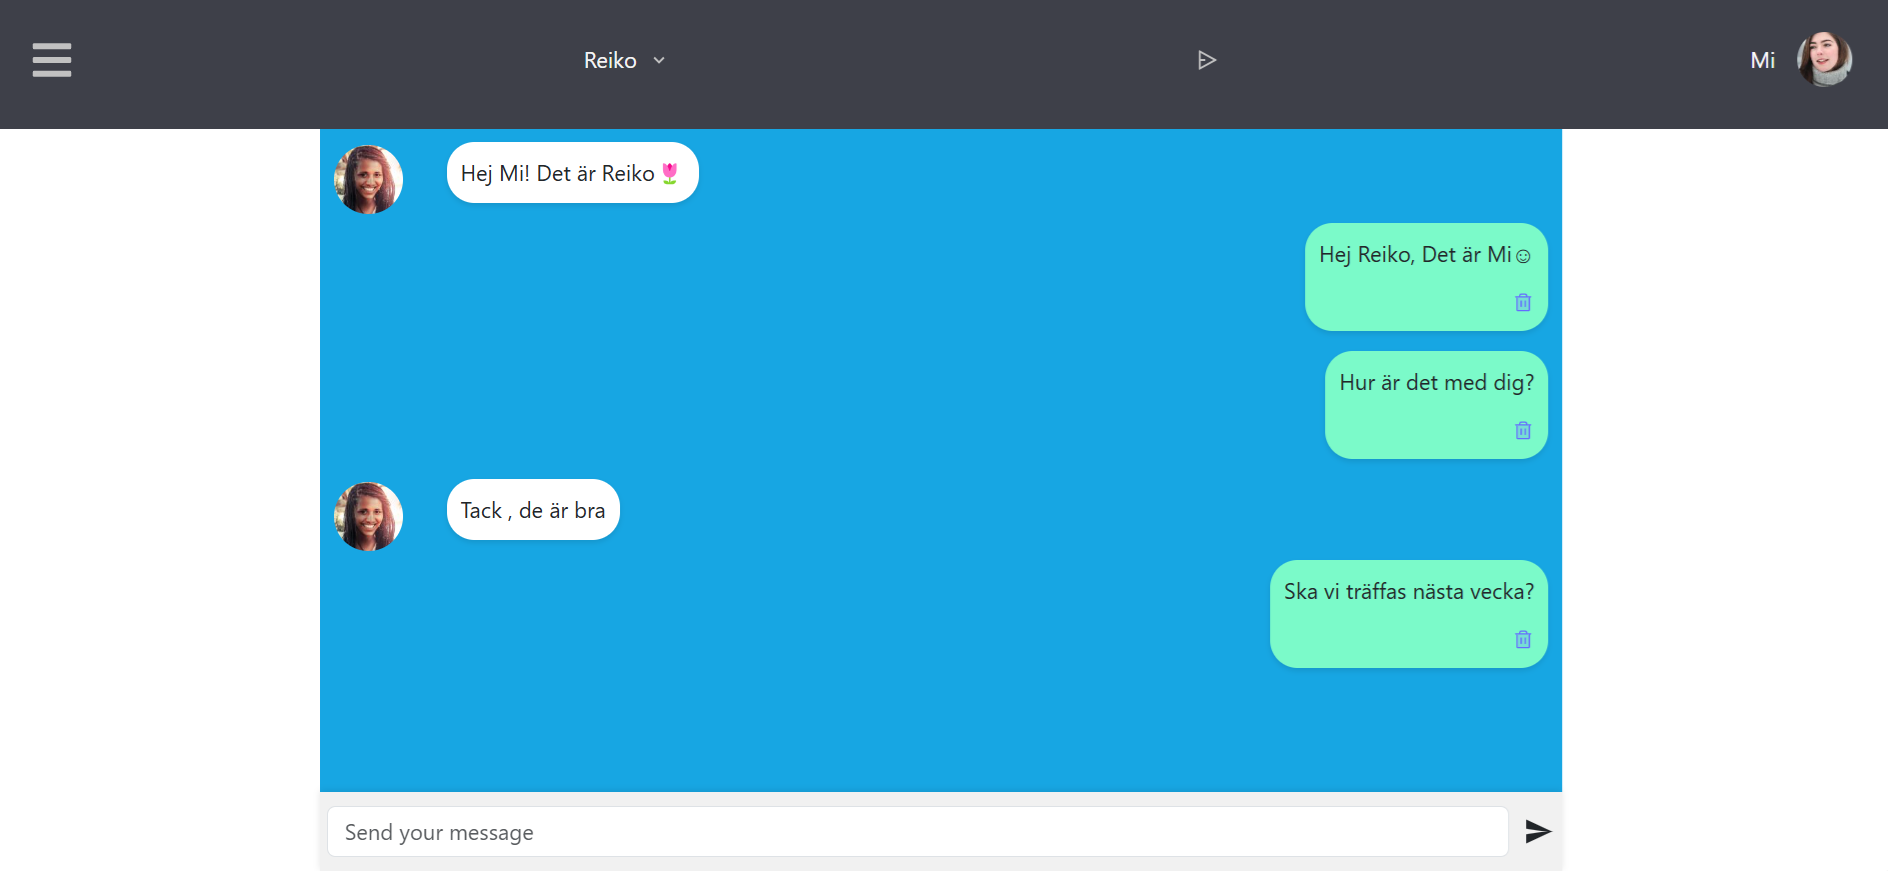 Reiko
Mi
Hej Mi! Det är Reiko🌷
Hej Reiko, Det är Mi☺
Hur är det med dig?
Tack , de är bra
Ska vi träffas nästa vecka?
Send your message